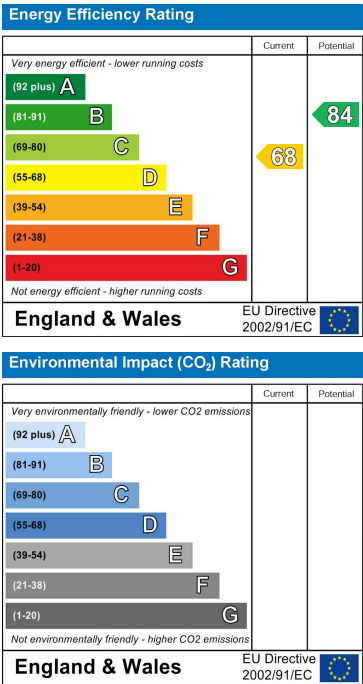 Energy Efficiency Rating
Current Potential
Very energy efficient - lower running costs
(92 plus) A
(81-91) B
84
(69-80) C
68
(55-68) D
(39-54) E
(21-38) F
(1-20) G
Not energy efficient - higher running costs
England & Wales
EU Directive
2002/91/EC
Environmental Impact (CO₂) Rating
Current Potential
Very environmentally friendly - lower CO2 emissions
(92 plus) A
(81-91) B
(69-80) C
(55-68) D
(39-54) E
(21-38) F
(1-20) G
Not environmentally friendly - higher CO2 emissions
England & Wales
EU Directive
2002/91/EC